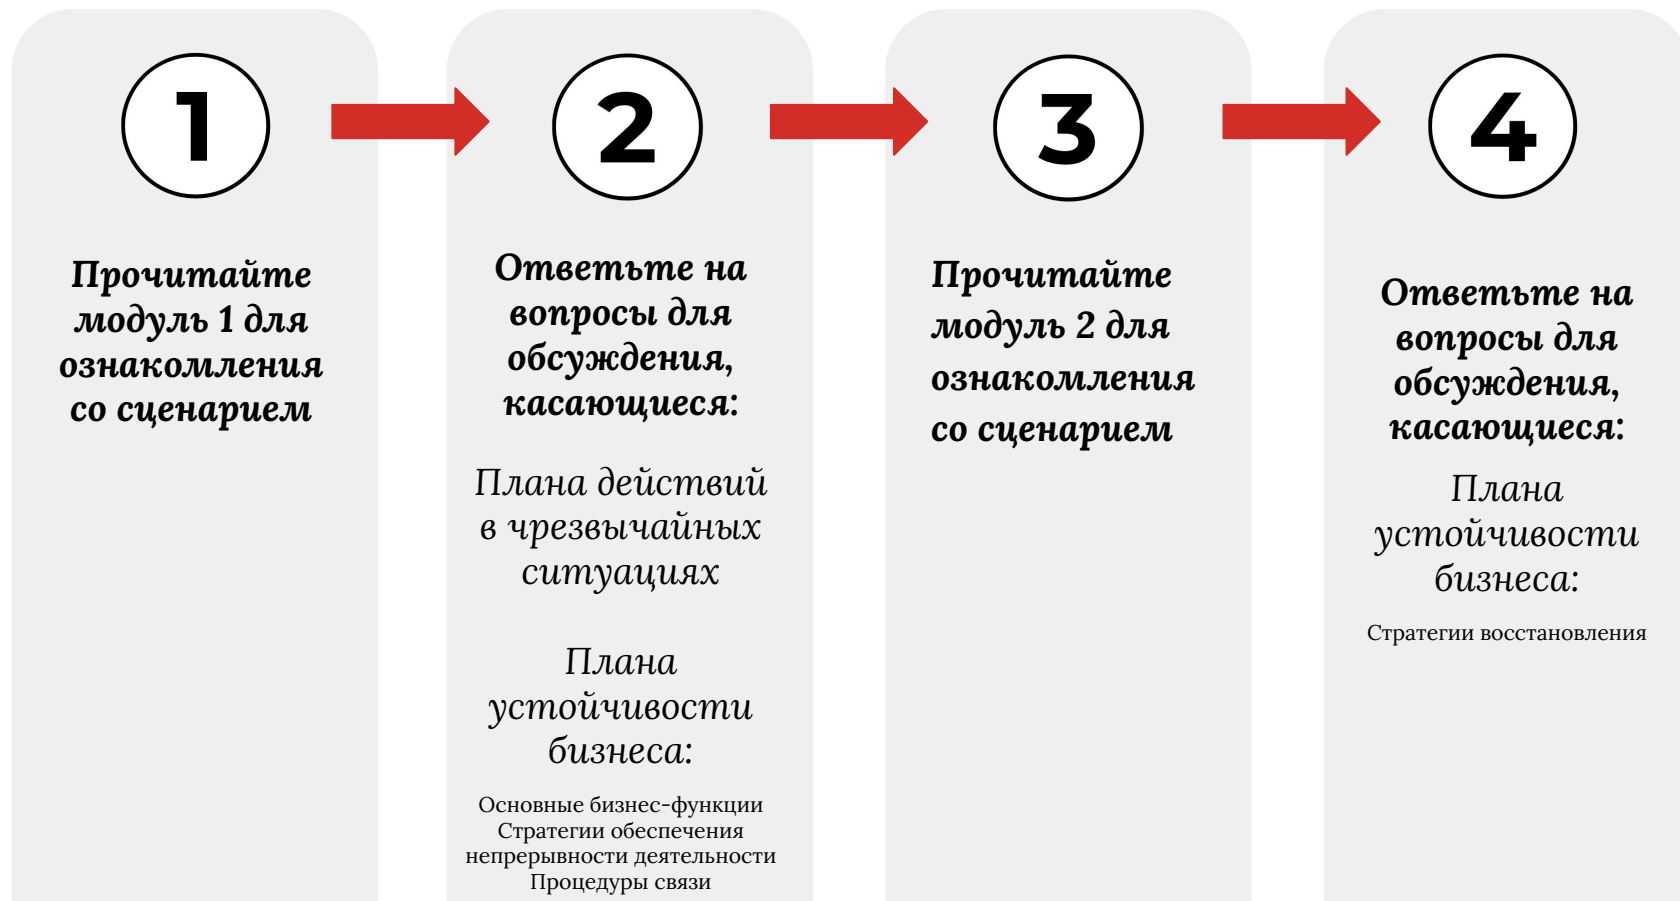 1
Прочитайте
модуль 1 для
ознакомления
со сценарием
2
Ответьте на
вопросы для
обсуждения,
касающиеся:
Плана действий
в чрезвычайных
ситуациях
Плана
устойчивости
бизнеса:
Основные бизнес-функции
Стратегии обеспечения
непрерывности деятельности
Процедуры связи
3
Прочитайте
модуль 2 для
ознакомления
со сценарием
4
Ответьте на
вопросы для
обсуждения,
касающиеся:
Плана
устойчивости
бизнеса:
Стратегии восстановления